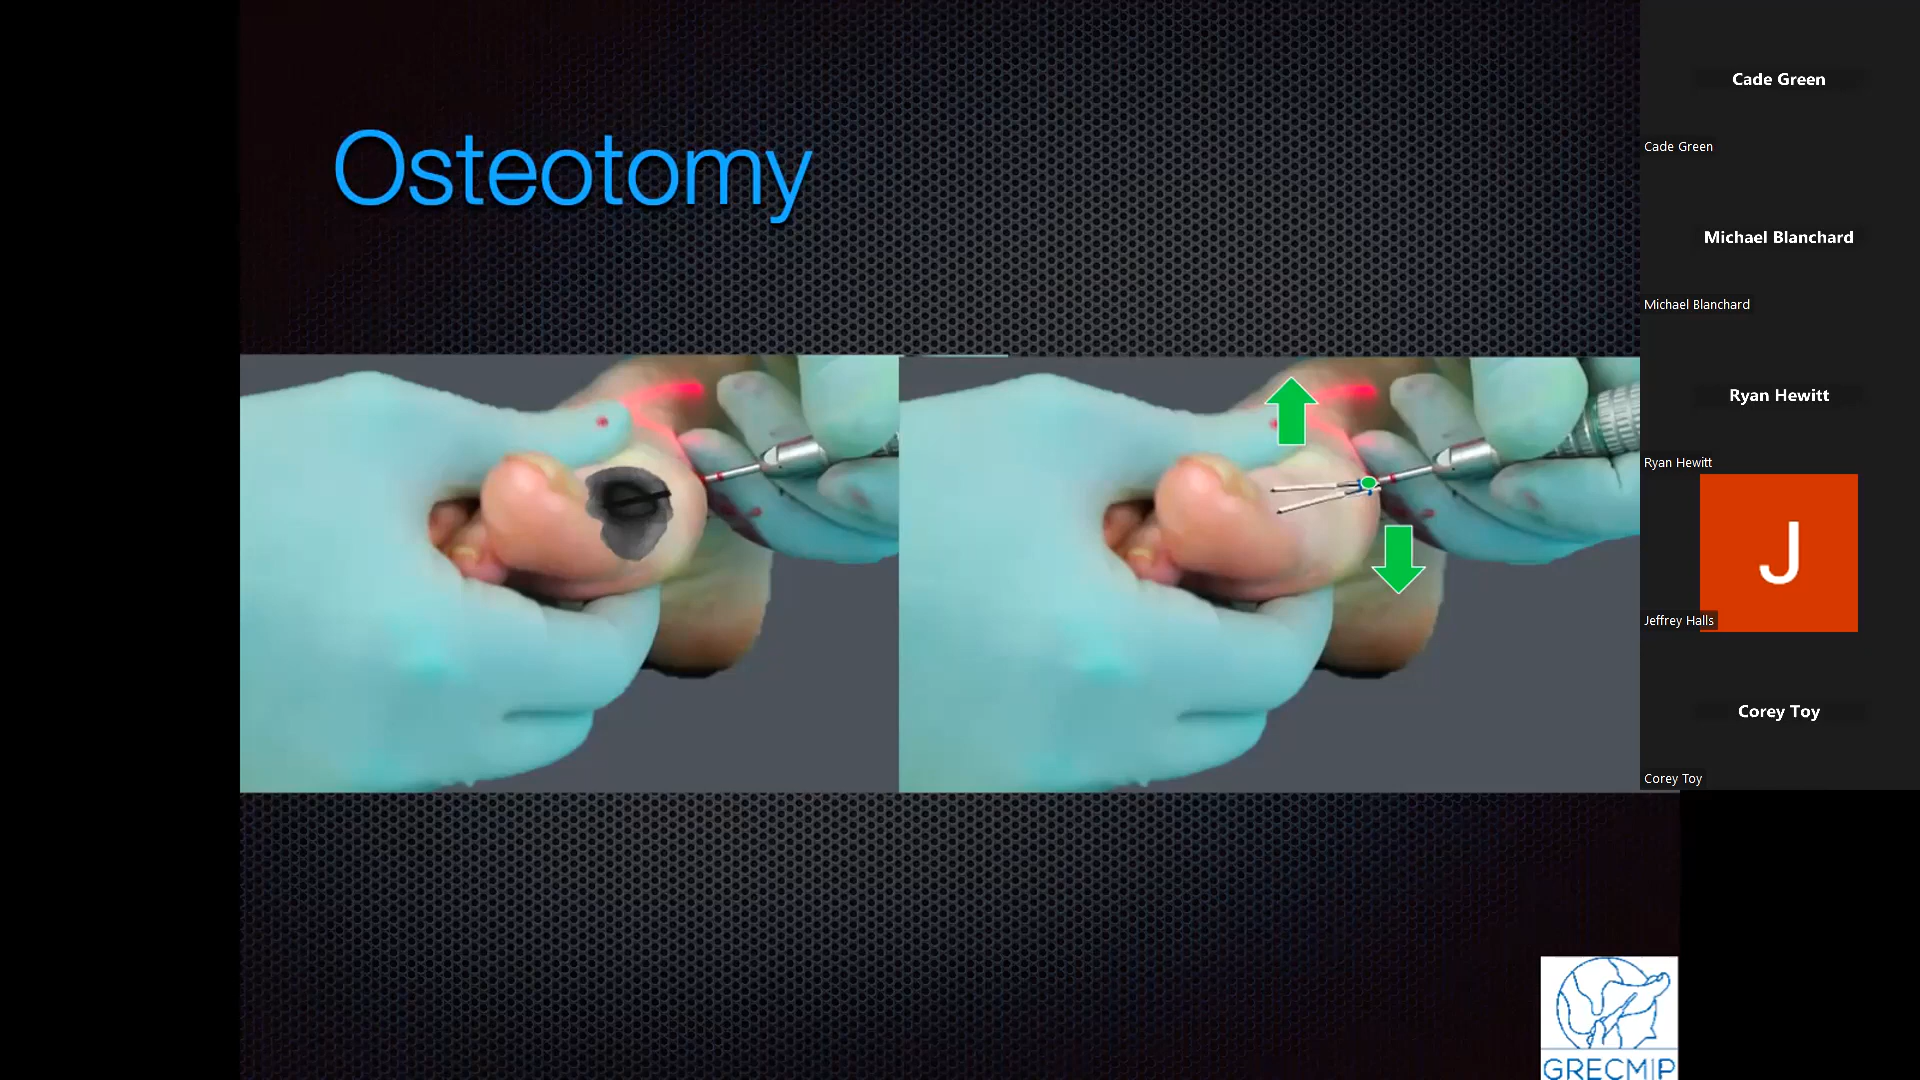 Osteotomy
GRECMIP
Cade Green
Cade Green
Michael Blanchard
Michael Blanchard
Ryan Hewitt
Ryan Hewitt
J
Jeffrey Halls
Corey Toy
Corey Toy